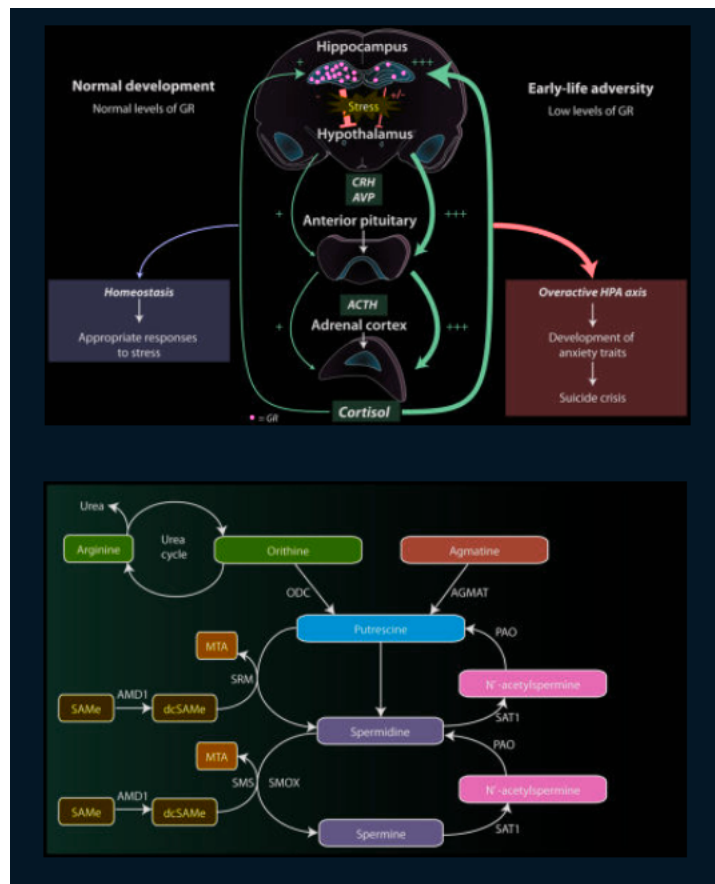 Hippocampus
+
+++
Normal development
Normal levels of GR
Early-life adversity
Low levels of GR
-
+/-
Stress
Hypothalamus
CRH
AVP
+
+++
Anterior pituitary
Homeostasis
Appropriate responses
to stress
ACTH
+
+++
Adrenal cortex
Overactive HPA axis
Development of
anxiety traits
Suicide crisis
= GR
Cortisol
Urea
Arginine
Urea
cycle
Orithine
Agmatine
ODC
AGMAT
Putrescine
PAO
MTA
SRM
N'-acetylspermine
AMD1
SAMe
dcSAMe
SAT1
Spermidine
MTA
PAO
SMS
SMOX
N'-acetylspermine
AMD1
SAMe
dcSAMe
SAT1
Spermine